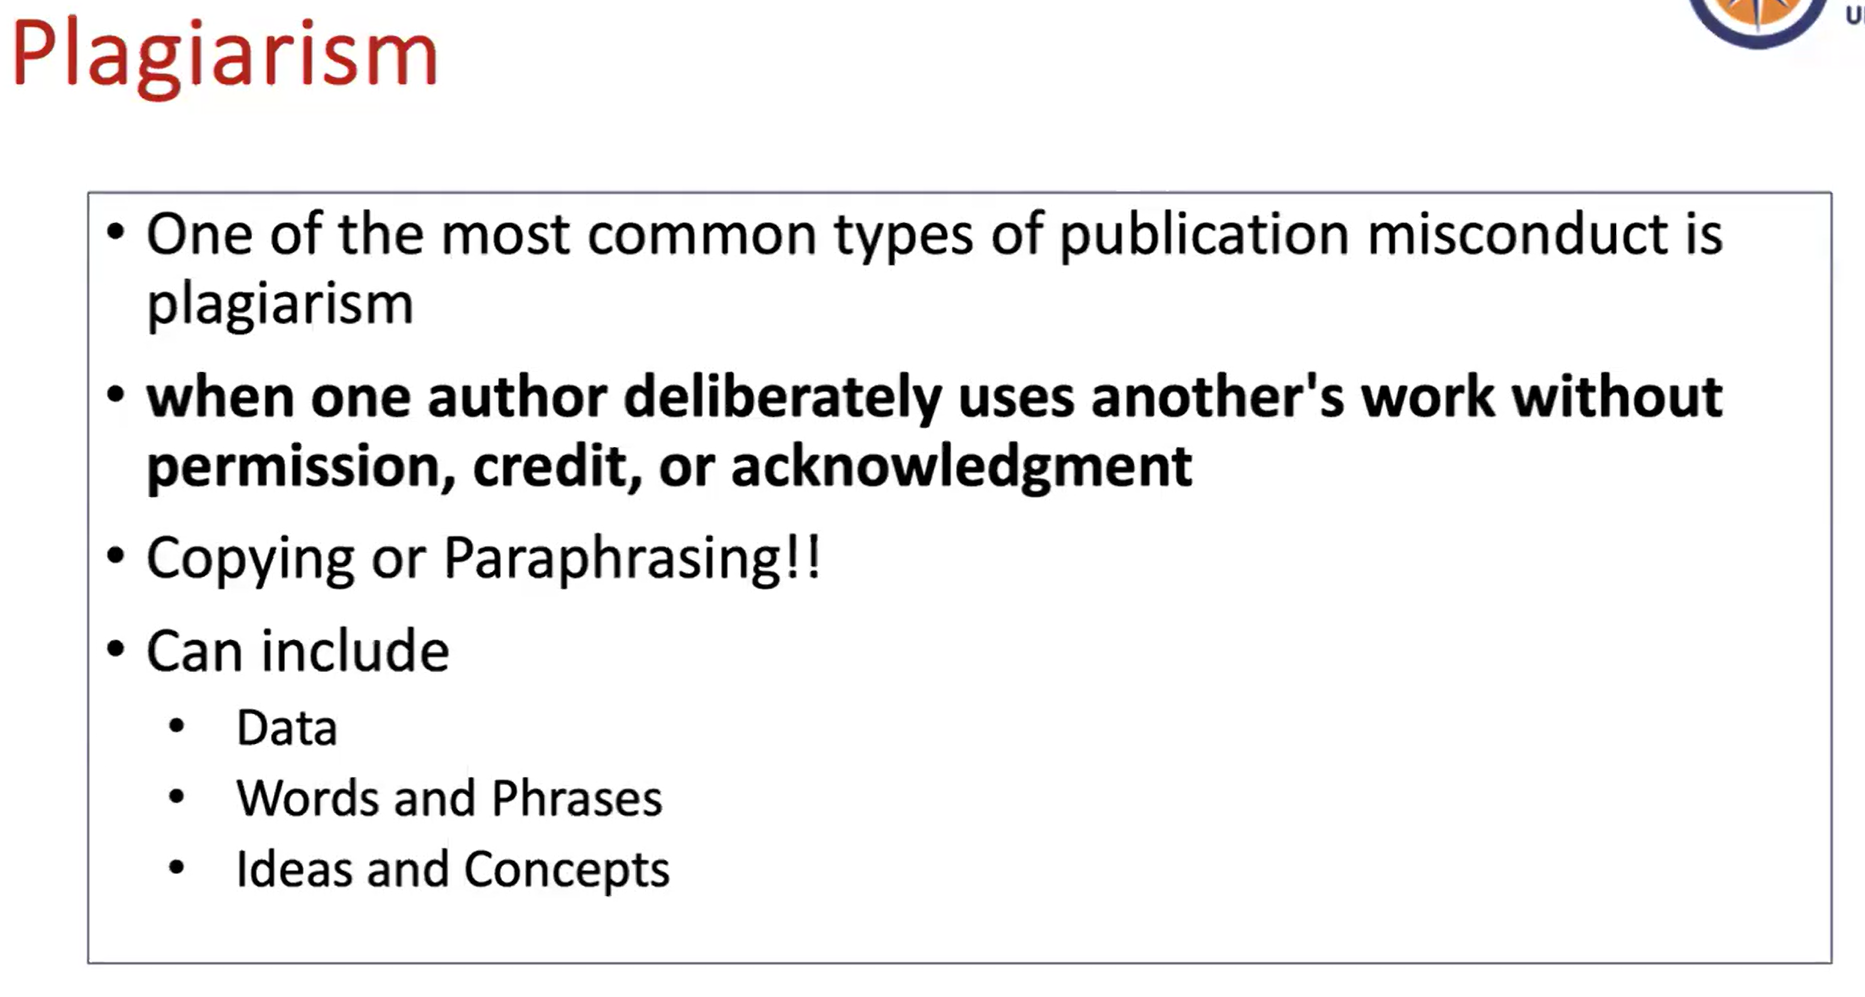 Plagiarism
• One of the most common types of publication misconduct is
plagiarism
• when one author deliberately uses another's work without
permission, credit, or acknowledgment
• Copying or Paraphrasing!!
• Can include
• Data
• Words and Phrases
• Ideas and Concepts